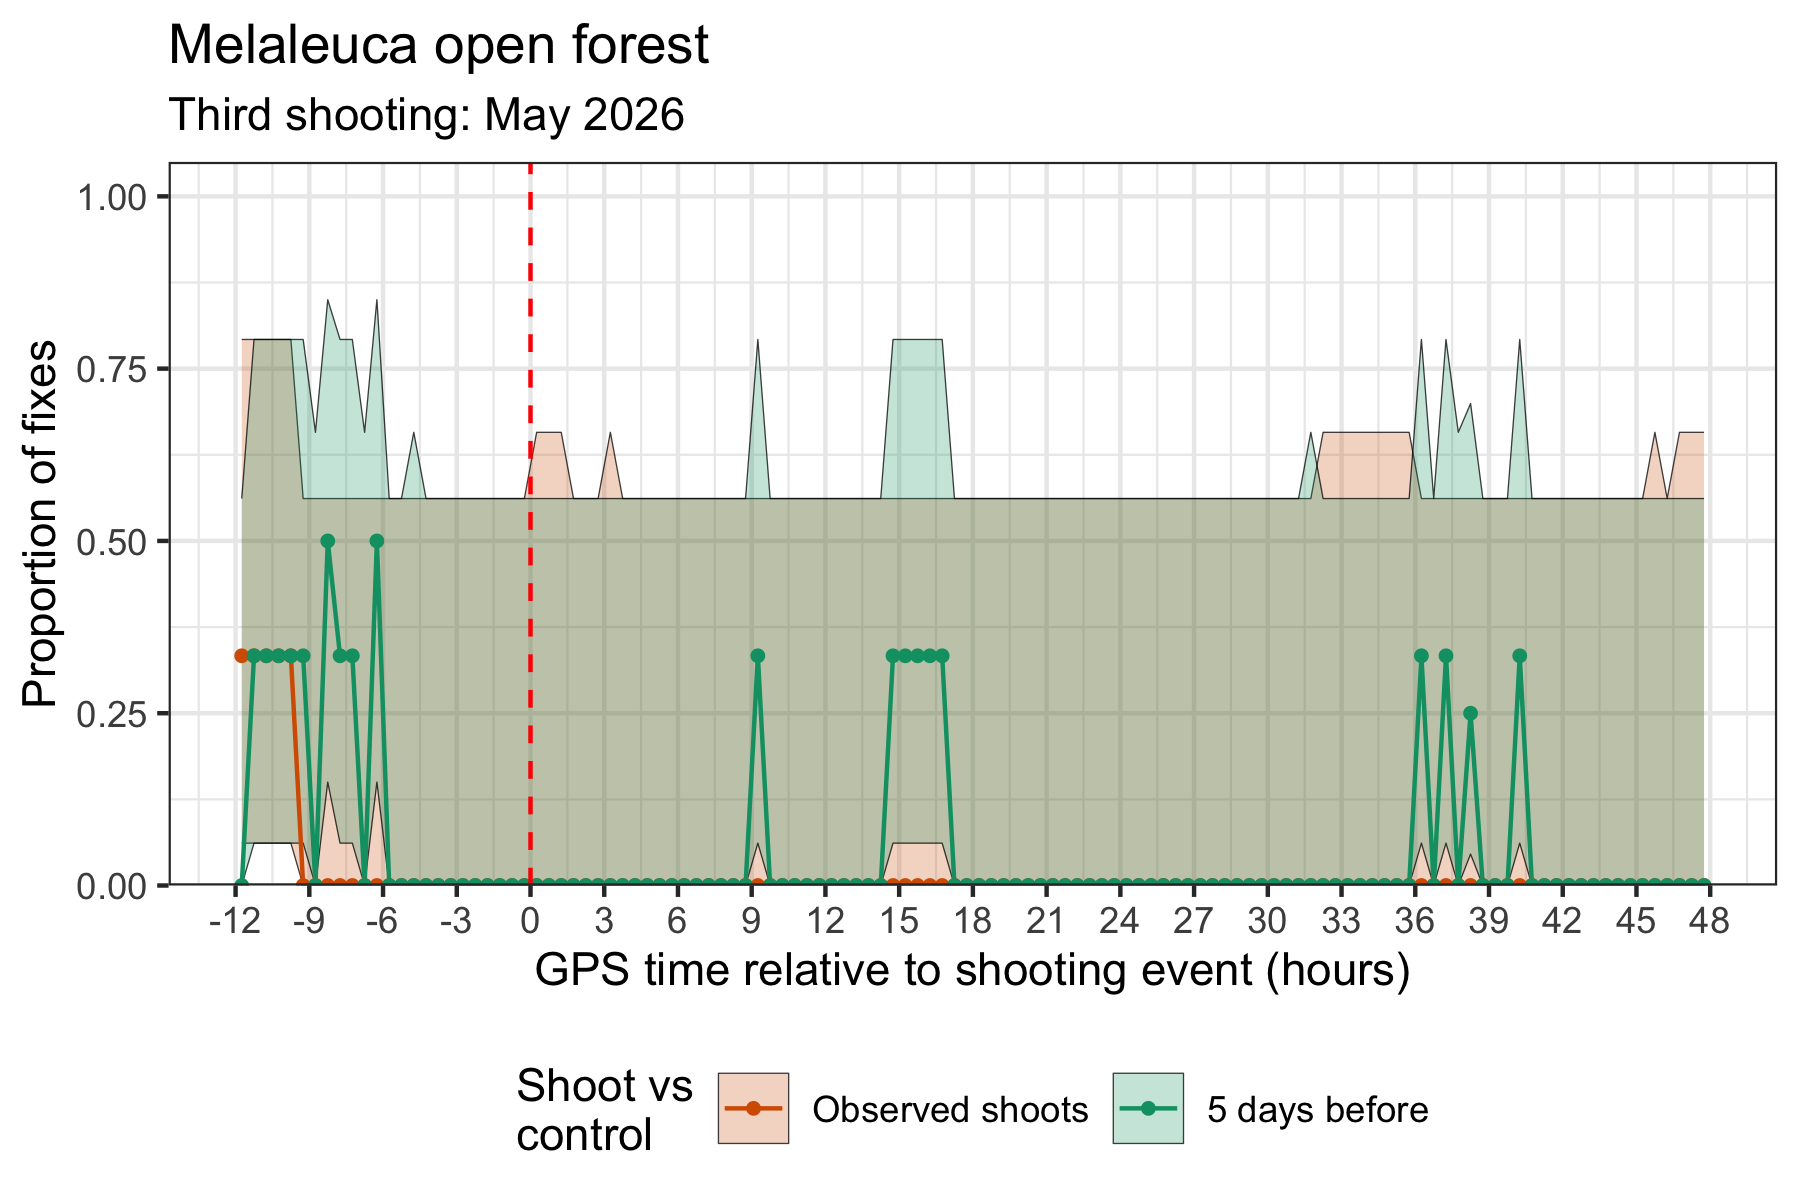 Melaleuca open forest
Third shooting: May 2026
1.00
0.75
0.50
0.25
0.00
Proportion of fixes
-12 -9 -6 -3 0 3 6 9 12 15 18 21 24 27 30 33 36 39 42 45 48
GPS time relative to shooting event (hours)
Shoot vs
control
Observed shoots
5 days before